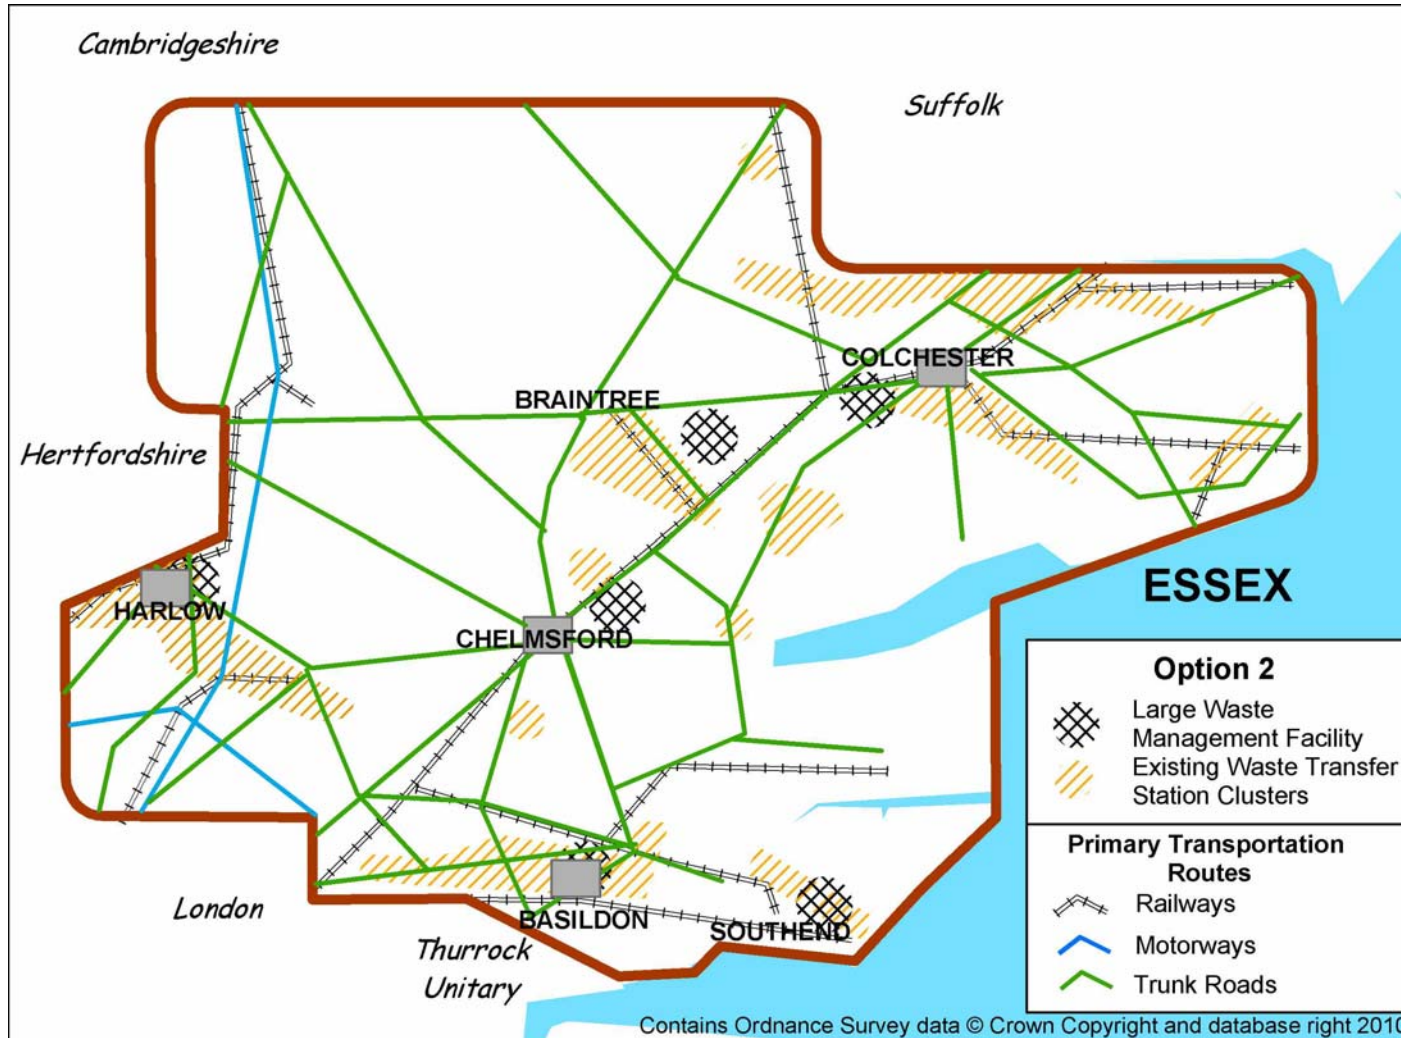 Cambridgeshire
Suffolk
COLCHESTER
BRAINTREE
Hertfordshire
ESSEX
HARLOW
CHELMSFORD
London
BASILDON
SOUTHEND
Thurrock
Unitary
Option 2
Large Waste
Management Facility
Existing Waste Transfer
Station Clusters
Primary Transportation
Routes
Railways
Motorways
Trunk Roads
Contains Ordnance Survey data © Crown Copyright and database right 2010